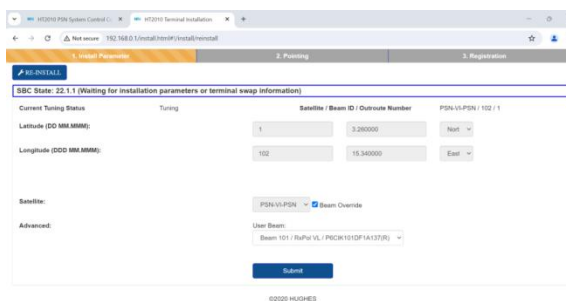 HT2010 PSN System Control C
HT2010 Terminal Installation
Not secure 192.168.0.1/install.html#!/install/reinstall
1. Install Parameter 2. Pointing 3. Registration
RE-INSTALL
SBC State: 22.1.1 (Waiting for installation parameters or terminal swap information)
Current Tuning Status Tuning Satellite / Beam ID / Outroute Number PSN-VI-PSN / 102 / 1
Latitude (DD MM.MMM): 1 3.260000 Nort
Longitude (DDD MM.MMM): 102 15.340000 East
Satellite: PSN-VI-PSN Beam Override
Advanced: User Beam:
Beam 101 / RaPol VL /
Submit
©2020 HUGHES